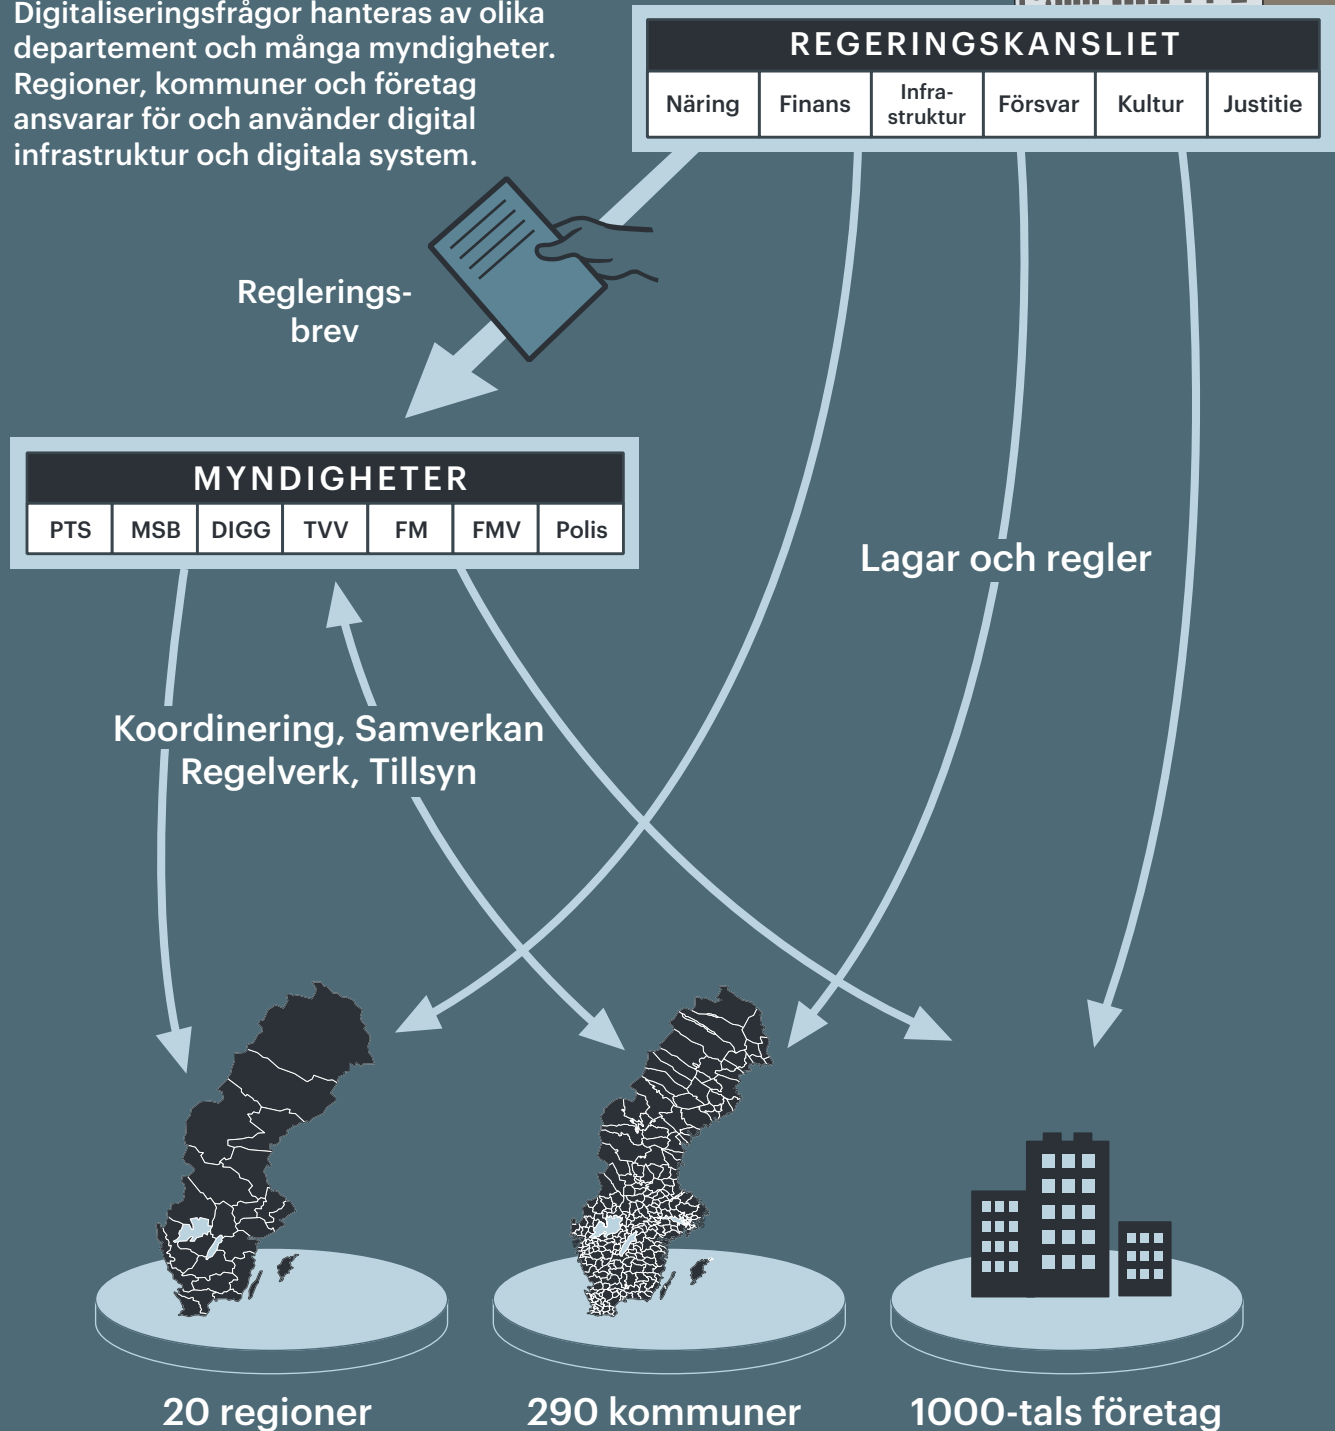 Digitaliseringsfrågor hanteras av olika
departement och många myndigheter.
Regioner, kommuner och företag
ansvarar för och använder digital
infrastruktur och digitala system.
REGERINGSKANSLIET
Näring Finans Infra-
struktur Försvar Kultur Justitie
Reglerings-
brev
MYNDIGHETER
PTS MSB DIGG TVV FM FMV Polis
Lagar och regler
Koordinering, Samverkan
Regelverk, Tillsyn
20 regioner
290 kommuner
1000-tals företag